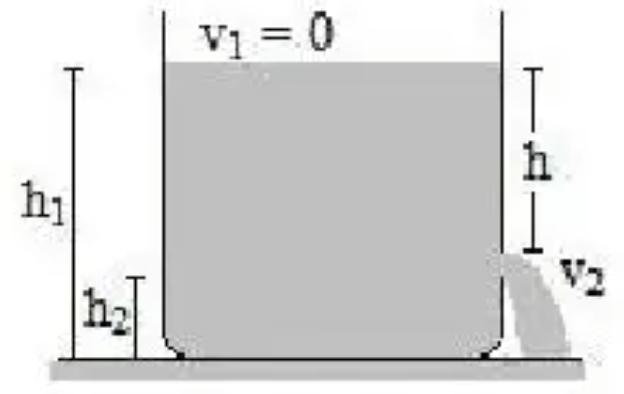 v₁ = 0
h
h₁
v₂
h₂